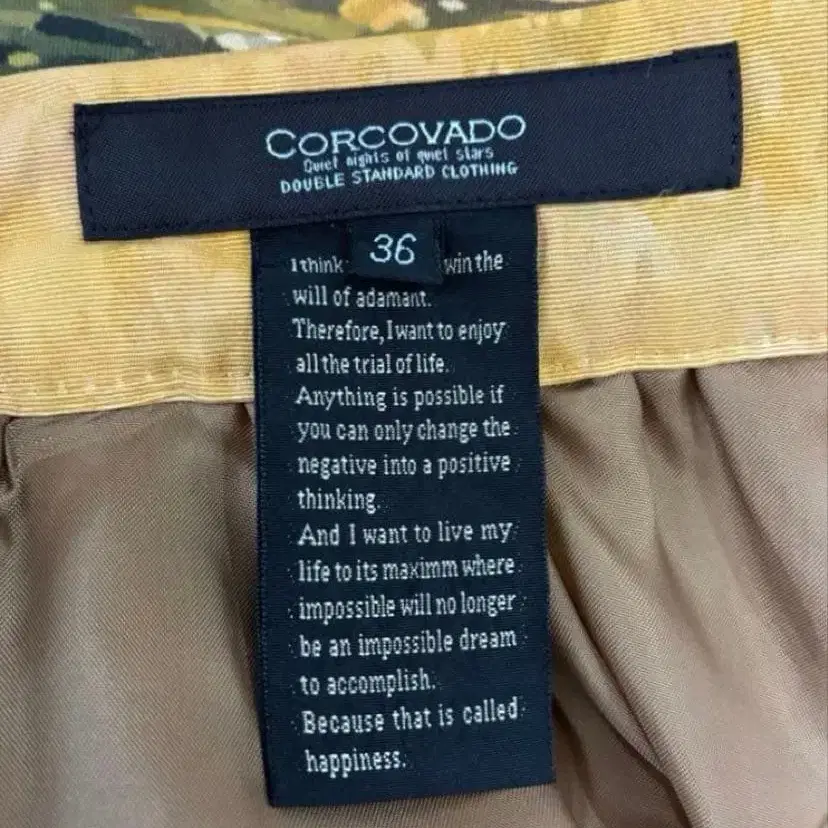 CORCOVADO
Quiet nights of quiet stars
DOUBLE STANDARD CLOTHING
36
I think win the
will of adamant.
Therefore, I want to enjoy
all the trial of life.
Anything is possible if
you can only change the
negative into a positive
thinking.
And I want to live my
life to its maximm where
impossible will no longer
be an impossible dream
to accomplish.
Because that is called
happiness.